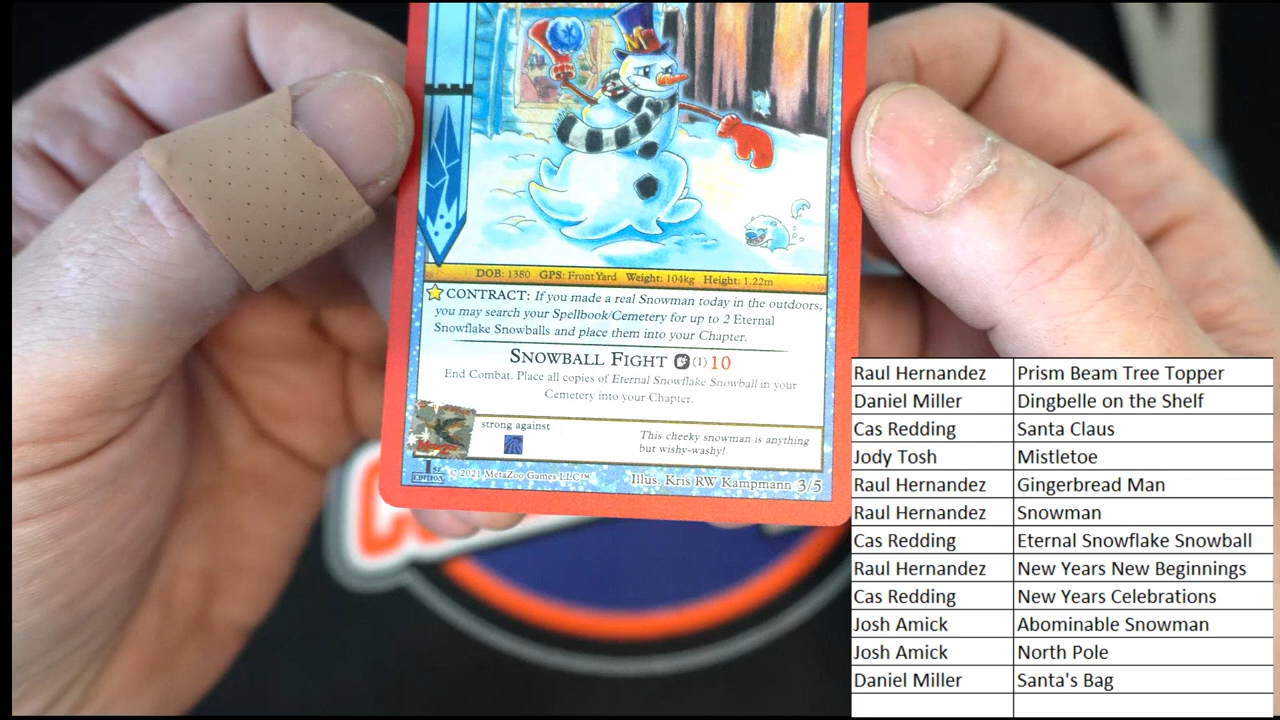 M
DOB: 1380 GPS: Front Yard Weight: 104kg Height: 1.22m
CONTRACT: If you made a real Snowman today in the outdoors,
you may search your Spellbook/Cemetery for up to 2 Eternal
Snowflake Snowballs and place them into your Chapter.
SNOWBALL FIGHT (1) 10
End Combat. Place all copies of Eternal Snowflake Snowball in your
Cemetery into your Chapter.
strong against
This cheeky snowman is anything
but wishy-washy!
1ST
EDITION
© 2021 MetaZoo Games LLC™
Illus. Kris RW Kampmann 3/5
Raul Hernandez Prism Beam Tree Topper
Daniel Miller Dingbelle on the Shelf
Cas Redding Santa Claus
Jody Tosh Mistletoe
Raul Hernandez Gingerbread Man
Raul Hernandez Snowman
Cas Redding Eternal Snowflake Snowball
Raul Hernandez New Years New Beginnings
Cas Redding New Years Celebrations
Josh Amick Abominable Snowman
Josh Amick North Pole
Daniel Miller Santa's Bag